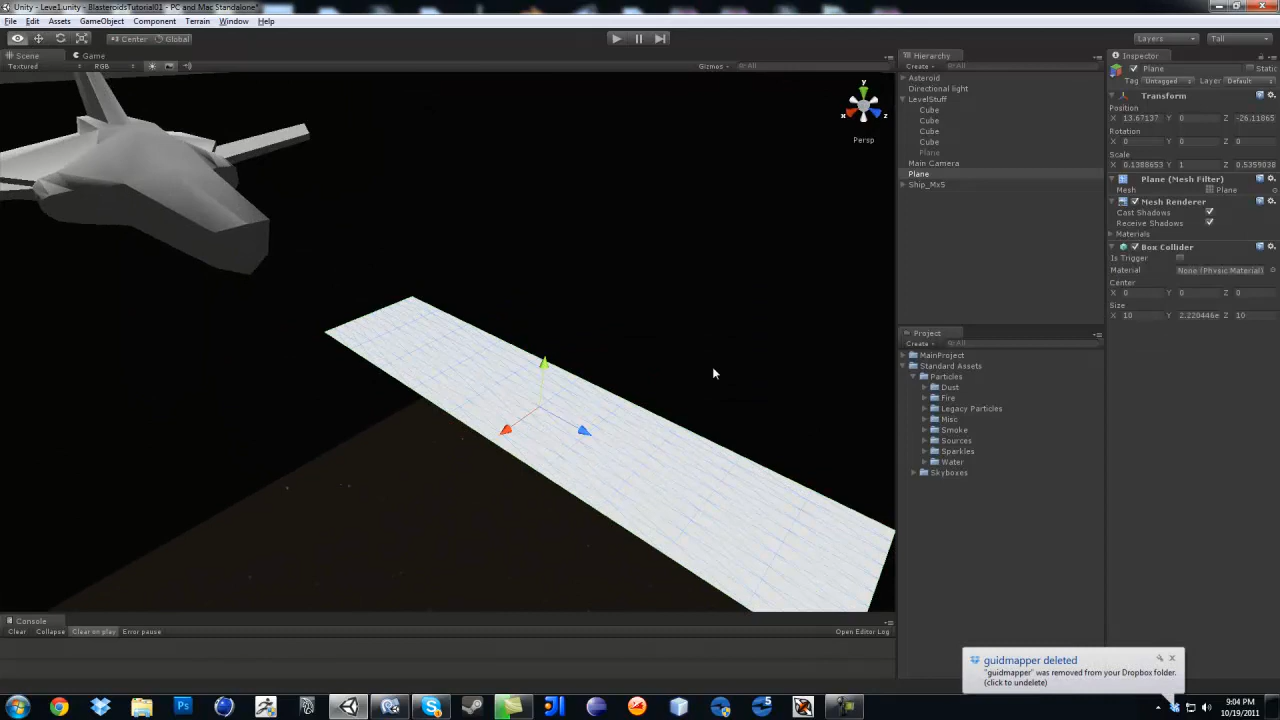 Unity - Leve1.unity - BlasteroidsTutorial01 - PC and Mac Standalone*
File Edit Assets GameObject Component Terrain Window Help
Center Global Layers Tall
Scene Game Hierarchy Inspector
Textured RGB Gizmos All Create All
Plane Static
Asteroid
Tag Untagged Layer Default
Directional light
LevelStuff Transform
Cube Position
X 13.67137 Y 0 Z -26.11865
Cube Rotation
Cube X 0 Y 0 Z 0
Cube Scale
Plane X 0.1388653 Y 1 Z 0.5359038
Main Camera
Plane
Ship_MxS
Plane (Mesh Filter)
Mesh Plane
Mesh Renderer
Cast Shadows
Receive Shadows
Materials
Box Collider
Is Trigger
Material None (Physic Material)
Center
X 0 Y 0 Z 0
Size
X 10 Y 2.220446e Z 10
y
x z
Persp
Project
Create All
MainProject
Standard Assets
Particles
Dust
Fire
Legacy Particles
Misc
Smoke
Sources
Sparkles
Water
Skyboxes
Console
Clear Collapse Clear on play Error pause Open Editor Log
guidmapper deleted
"guidmapper" was removed from your Dropbox folder.
(click to undelete)
9:04 PM
10/19/2011